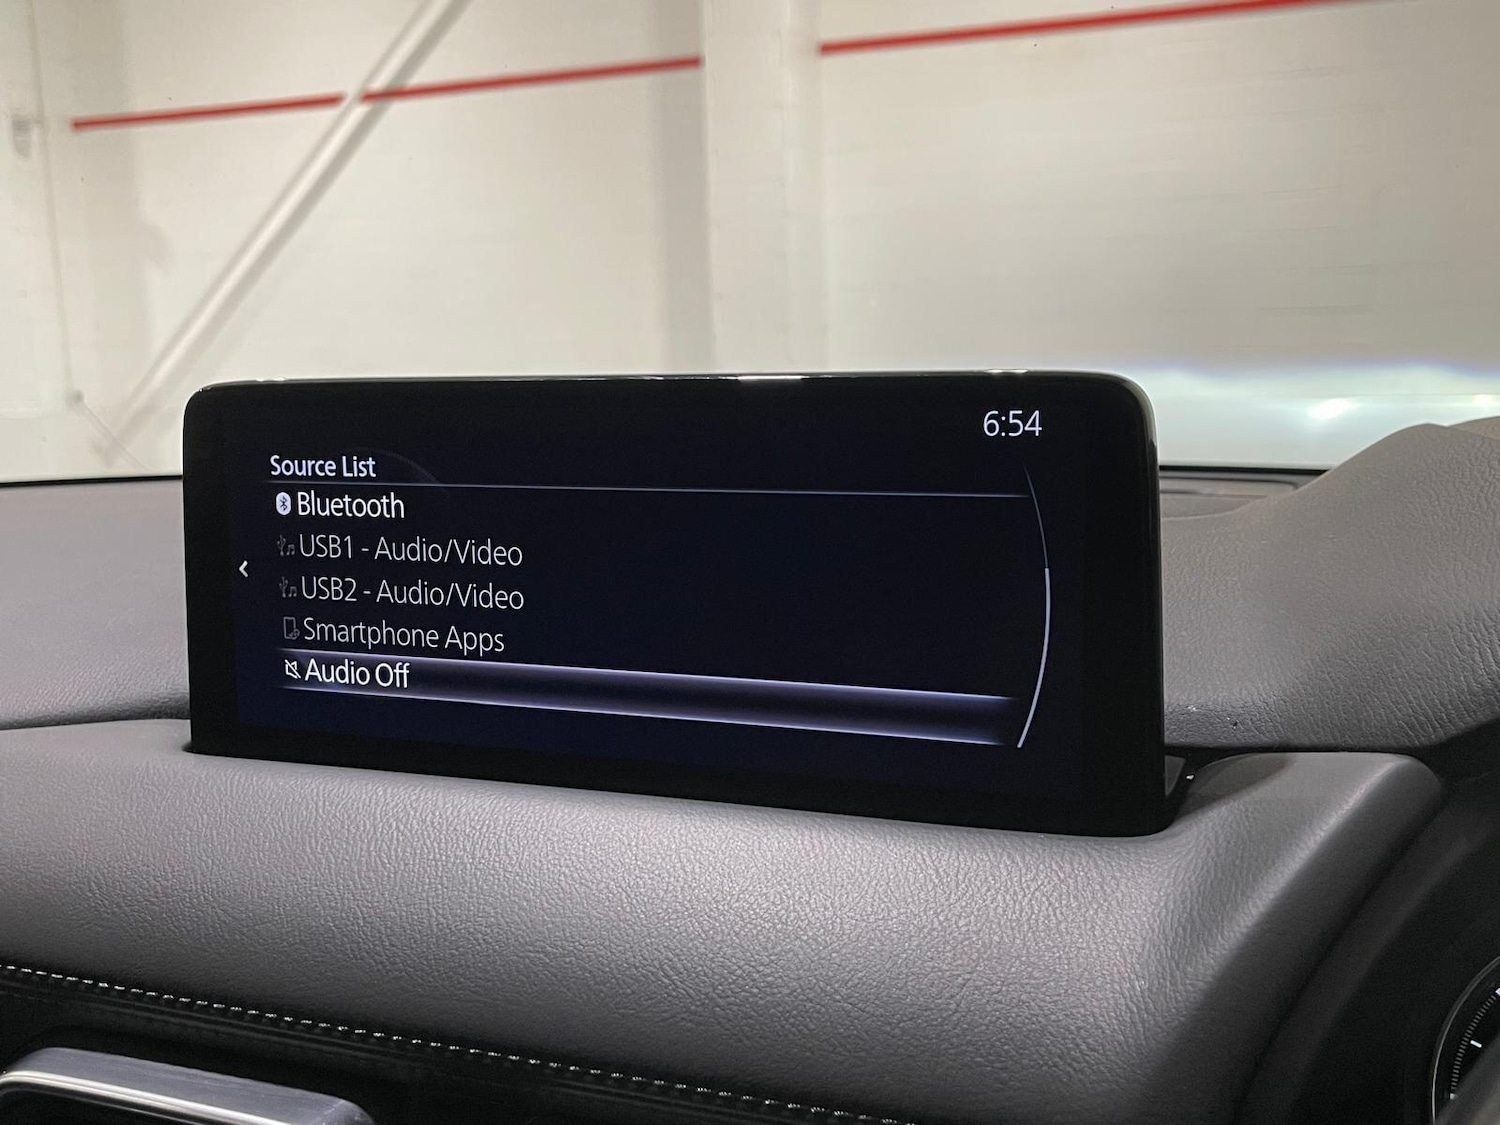 6:54
Source List
Bluetooth
USB1 - Audio/Video
USB2 - Audio/Video
Smartphone Apps
Audio Off